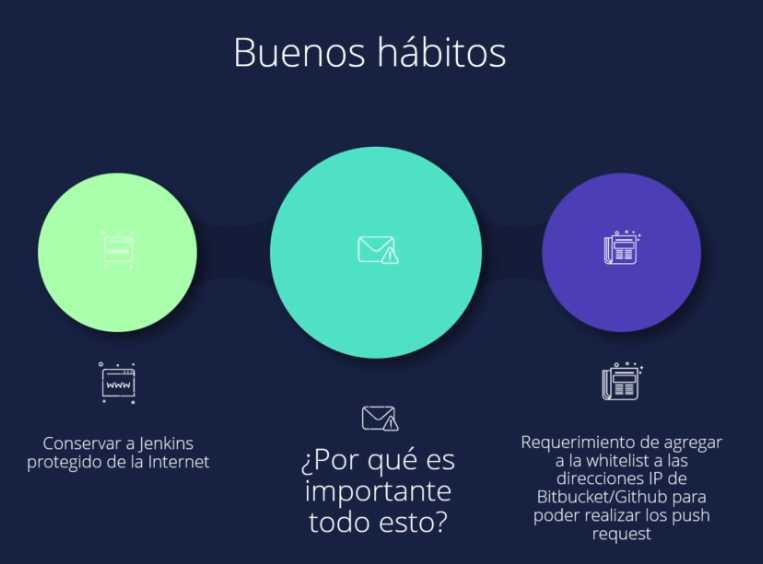 Buenos hábitos
www
www
Conservar a Jenkins
protegido de la Internet
¿Por qué es
importante
todo esto?
Requerimiento de agregar
a la whitelist a las
direcciones IP de
Bitbucket/Github para
poder realizar los push
request